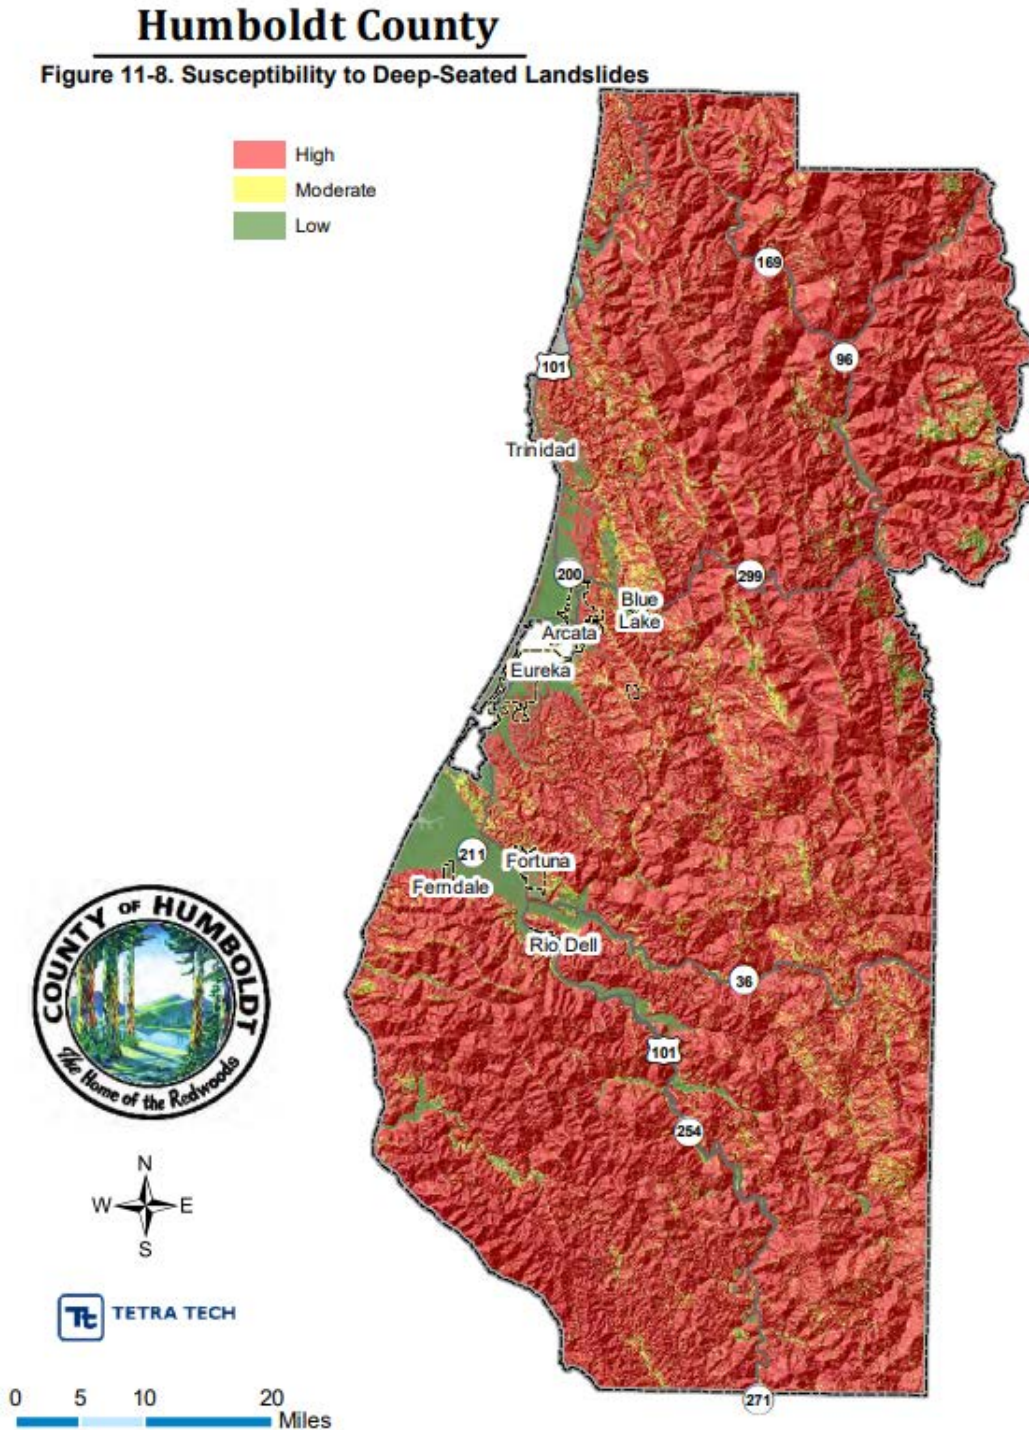 Humboldt County
Figure 11-8. Susceptibility to Deep-Seated Landslides
High
Moderate
Low
169
96
101
Trinidad
200
299
Blue
Lake
Arcata
Eureka
211
Fortuna
Ferndale
Rio Dell
36
101
254
271
COUNTY OF HUMBOLDT
The Home of the Redwoods
N
W E
S
Tt TETRA TECH
0 5 10 20
Miles